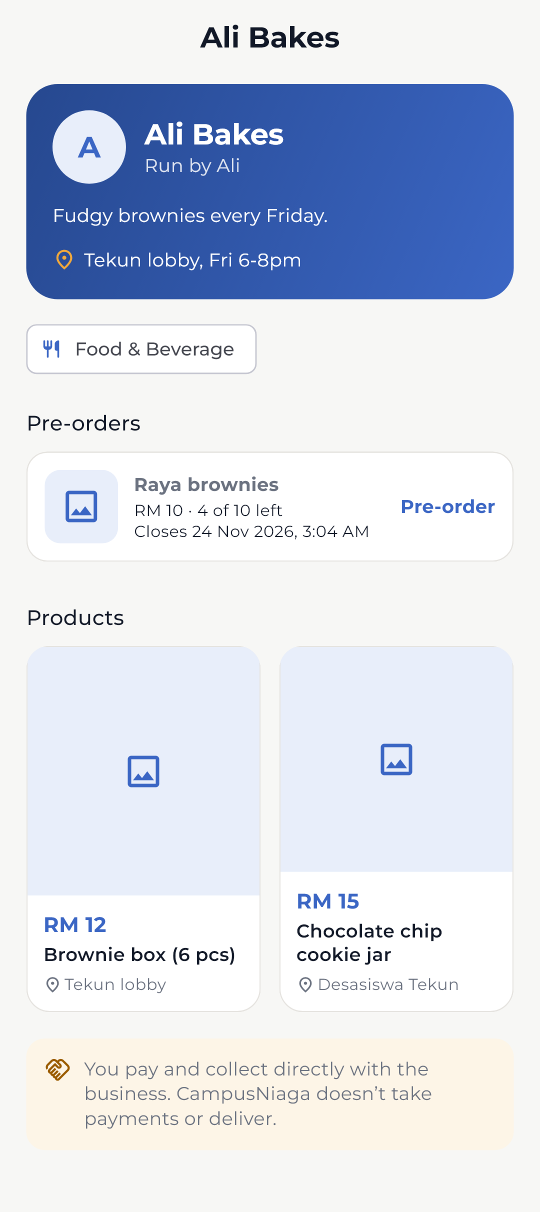 Ali Bakes
A
Ali Bakes
Run by Ali
Fudgy brownies every Friday.
Tekun lobby, Fri 6-8pm
Food & Beverage
Pre-orders
Raya brownies
RM 10 · 4 of 10 left
Closes 24 Nov 2026, 3:04 AM
Pre-order
Products
RM 12
Brownie box (6 pcs)
Tekun lobby
RM 15
Chocolate chip
cookie jar
Desasiswa Tekun
You pay and collect directly with the
business. CampusNiaga doesn’t take
payments or deliver.